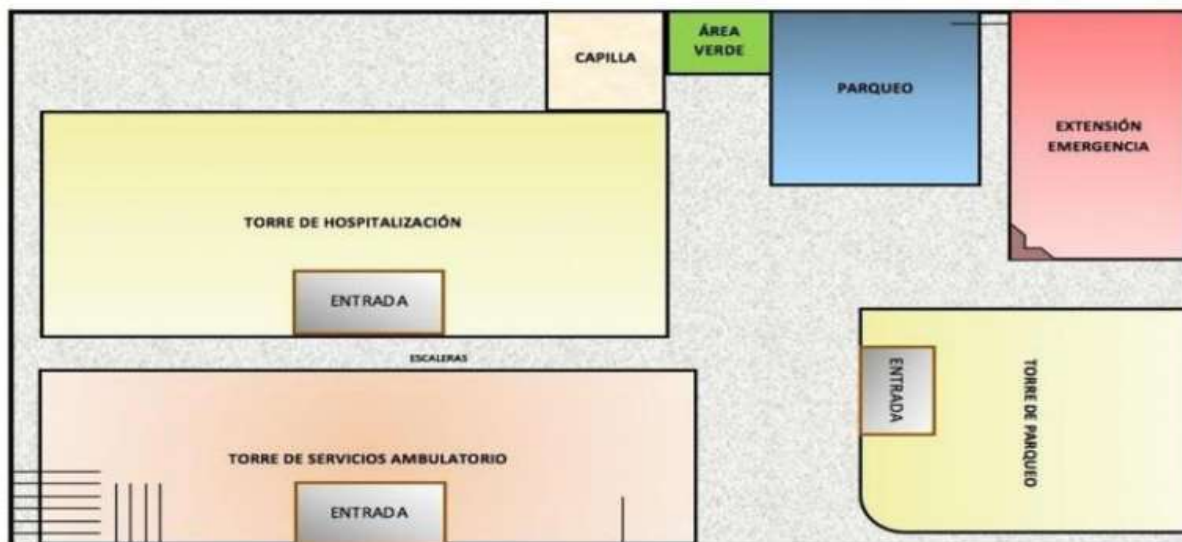 ÁREA
VERDE
CAPILLA
PARQUEO
EXTENSIÓN
EMERGENCIA
TORRE DE HOSPITALIZACIÓN
ENTRADA
ESCALERAS
ENTRADA
TORRE DE PARQUEO
TORRE DE SERVICIOS AMBULATORIO
ENTRADA